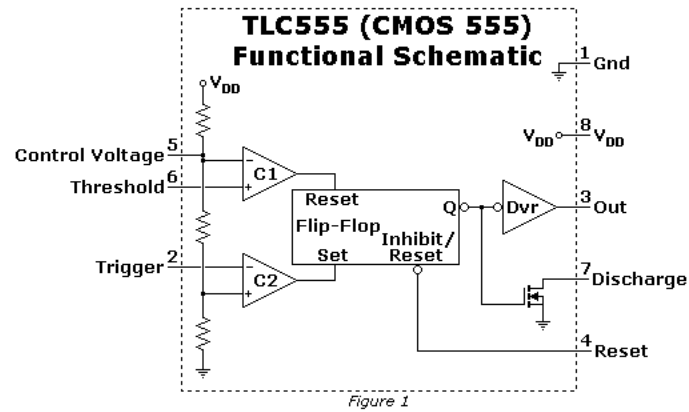 TLC555 (CMOS 555)
Functional Schematic
1 Gnd
VDD
5
Control Voltage
6
Threshold
VDD
8 VDD
C1
Reset
Q
Dvr
3 Out
Flip-Flop
Inhibit/
Reset
Set
2
Trigger
C2
7
Discharge
4
Reset
Figure 1